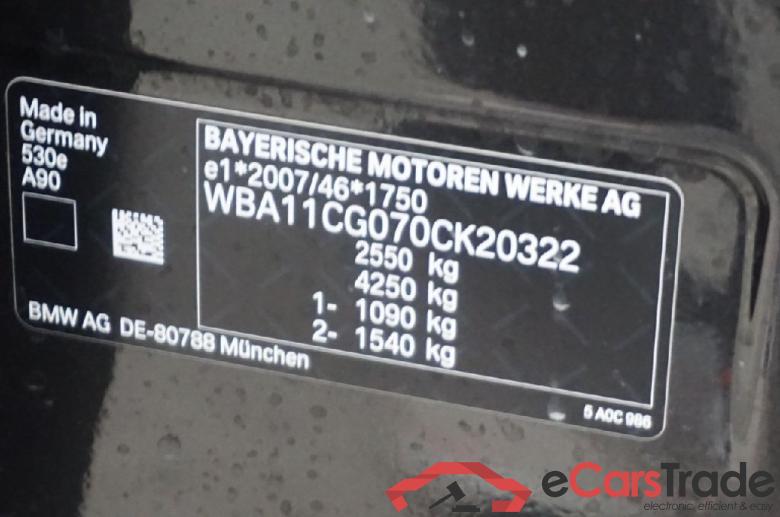 Made in
Germany
530e
A90
BAYERISCHE MOTOREN WERKE AG
e1*2007/46*1750
WBA11CG070CK20322
2550 kg
4250 kg
1- 1090 kg
2- 1540 kg
BMW AG DE-80788 München
5 A0C 986
eCarsTrade
electronic, efficient & easy